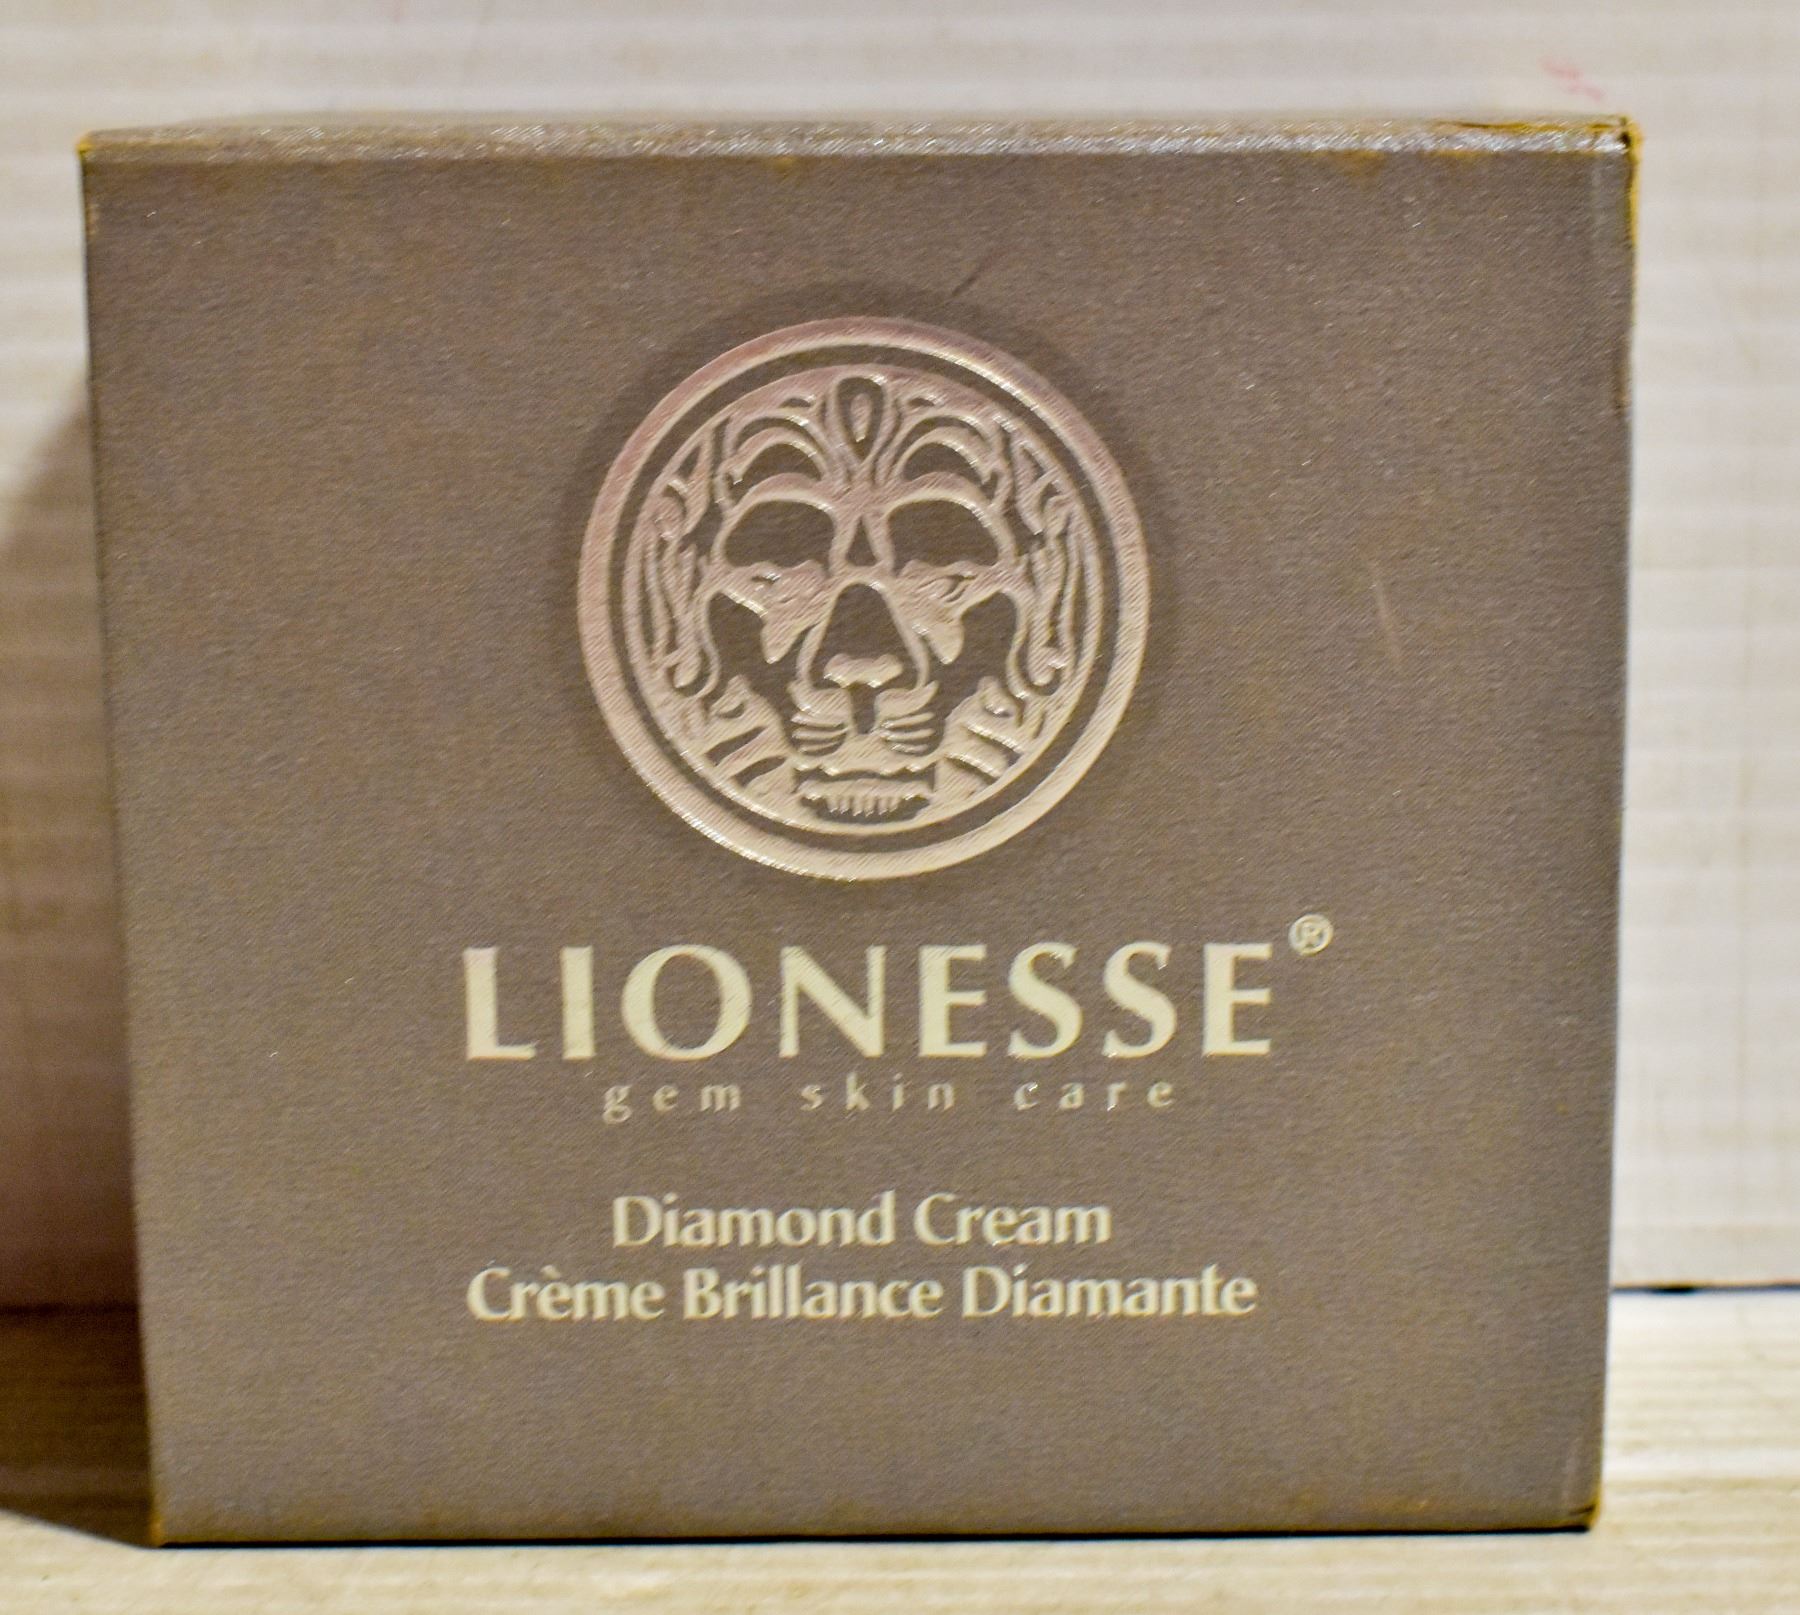 LIONESSE®
gem skin care
Diamond Cream
Crème Brillance Diamante